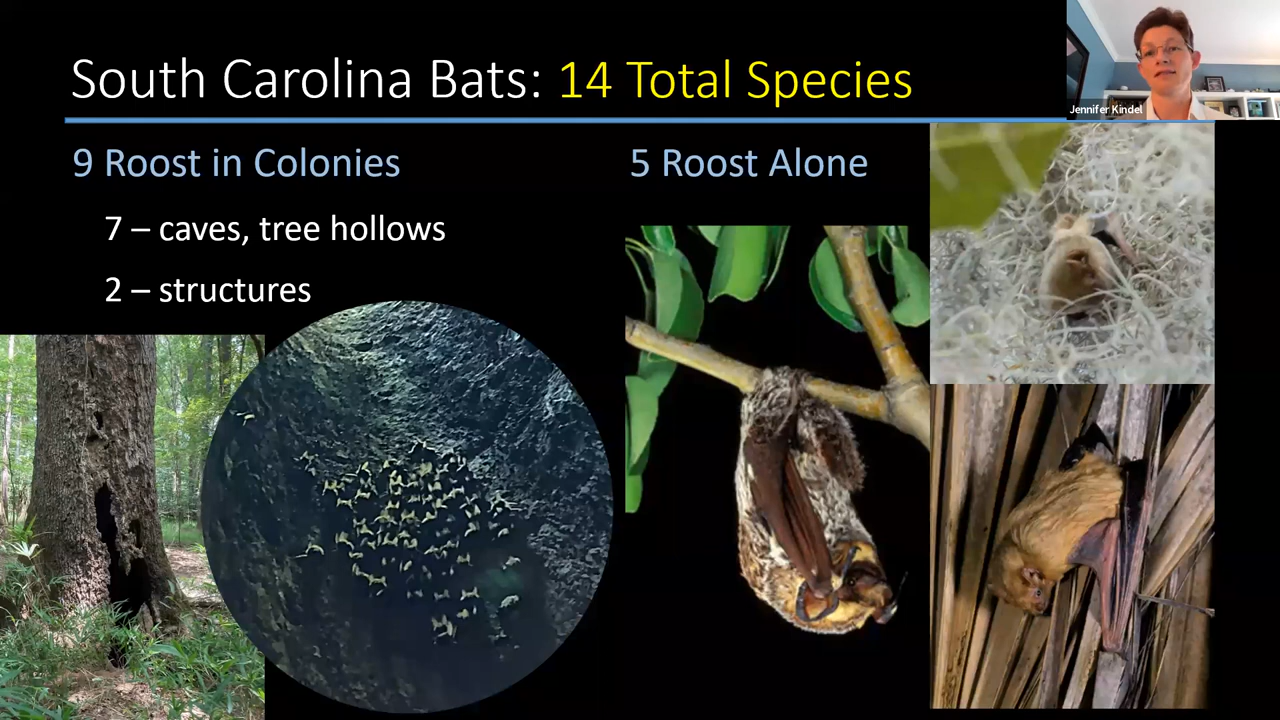 South Carolina Bats: 14 Total Species
Jennifer Kindel
9 Roost in Colonies
7 – caves, tree hollows
2 – structures
5 Roost Alone